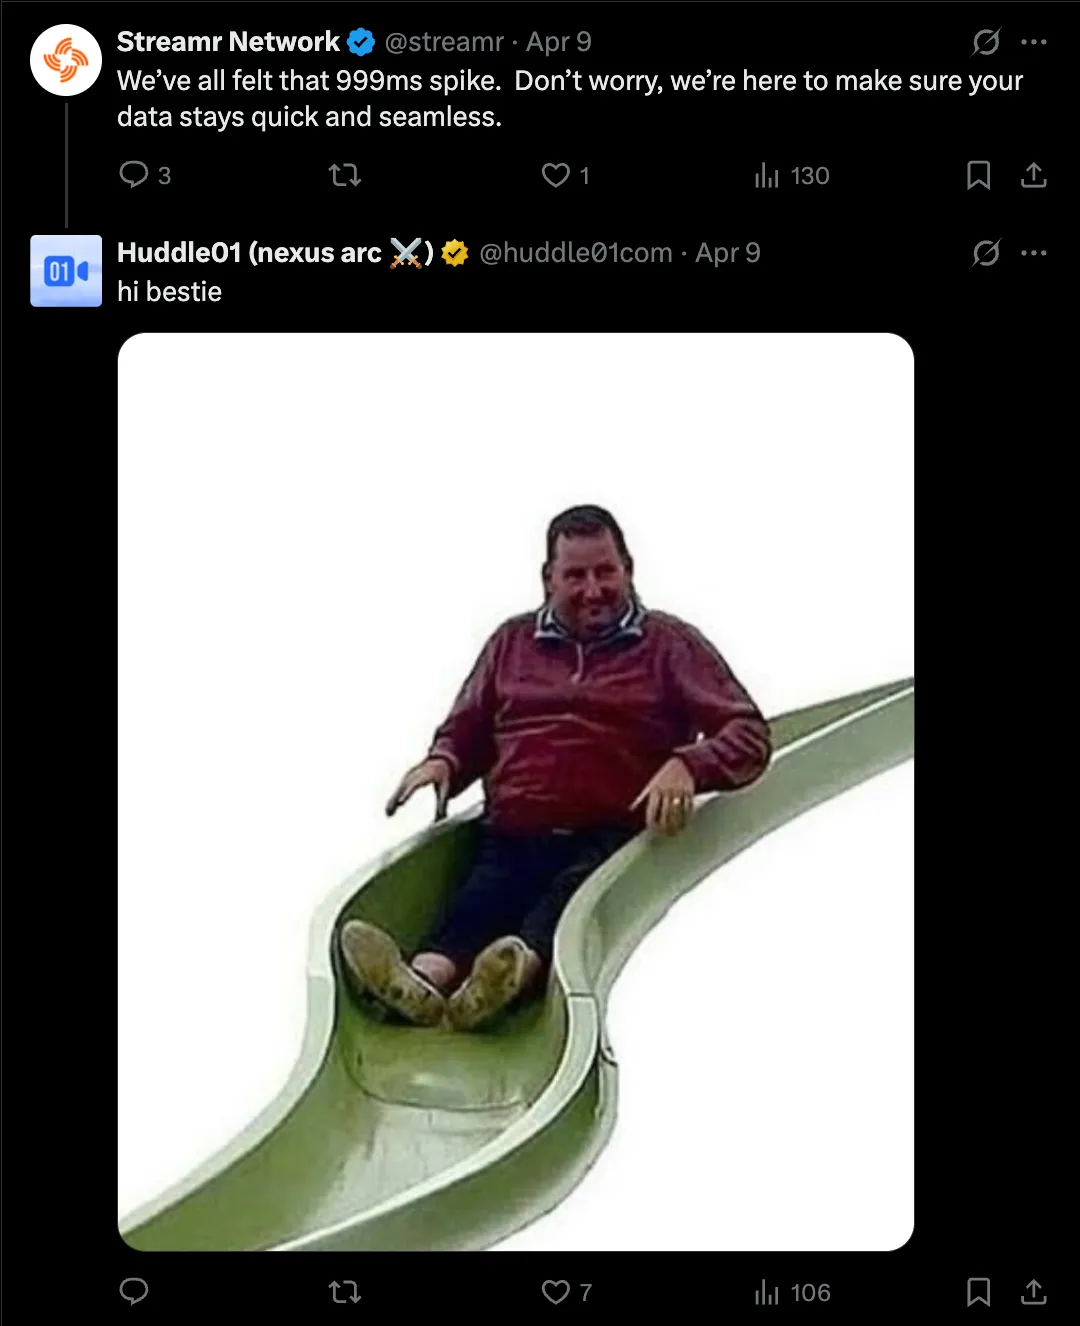 Streamr Network @streamr · Apr 9
We’ve all felt that 999ms spike.  Don’t worry, we’re here to make sure your
data stays quick and seamless.
3 1 130
01
Huddle01 (nexus arc ⚔️) @huddle01com · Apr 9
hi bestie
7 106